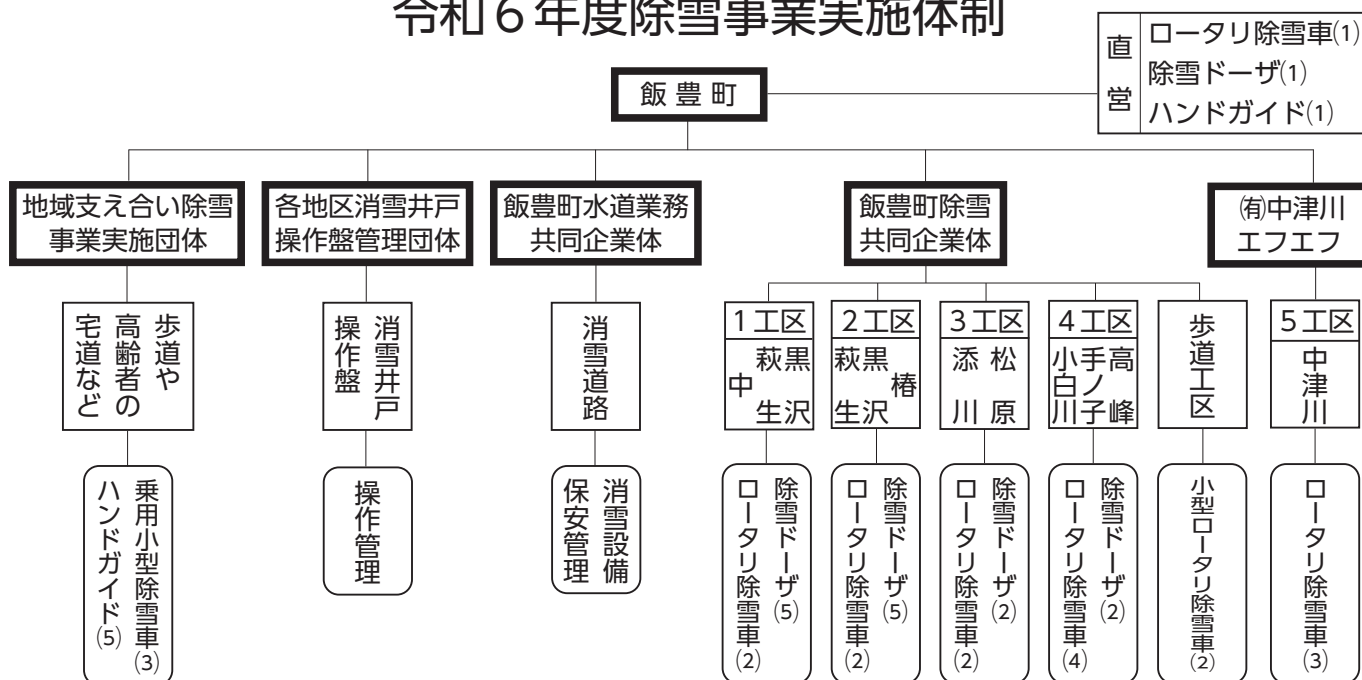 令和６年度除雪事業実施体制
直営
ロータリ除雪車(1)
除雪ドーザ(1)
ハンドガイド(1)
飯豊町
地域支え合い除雪
事業実施団体
各地区消雪井戸
操作盤管理団体
飯豊町水道業務
共同企業体
飯豊町除雪
共同企業体
㈲中津川
エフエフ
歩道や
高齢者の
宅道など
消雪井戸
操作盤
消雪道路
１工区
黒沢
萩生
中
２工区
椿
黒沢
萩生
３工区
松原
添川
４工区
高峰
手ノ子
小白川
歩道工区
５工区
中津川
乗用小型除雪車(3)
ハンドガイド(5)
操作管理
消雪設備
保安管理
除雪ドーザ(5)
ロータリ除雪車(2)
除雪ドーザ(5)
ロータリ除雪車(2)
除雪ドーザ(2)
ロータリ除雪車(2)
除雪ドーザ(2)
ロータリ除雪車(4)
小型ロータリ除雪車(2)
ロータリ除雪車(3)